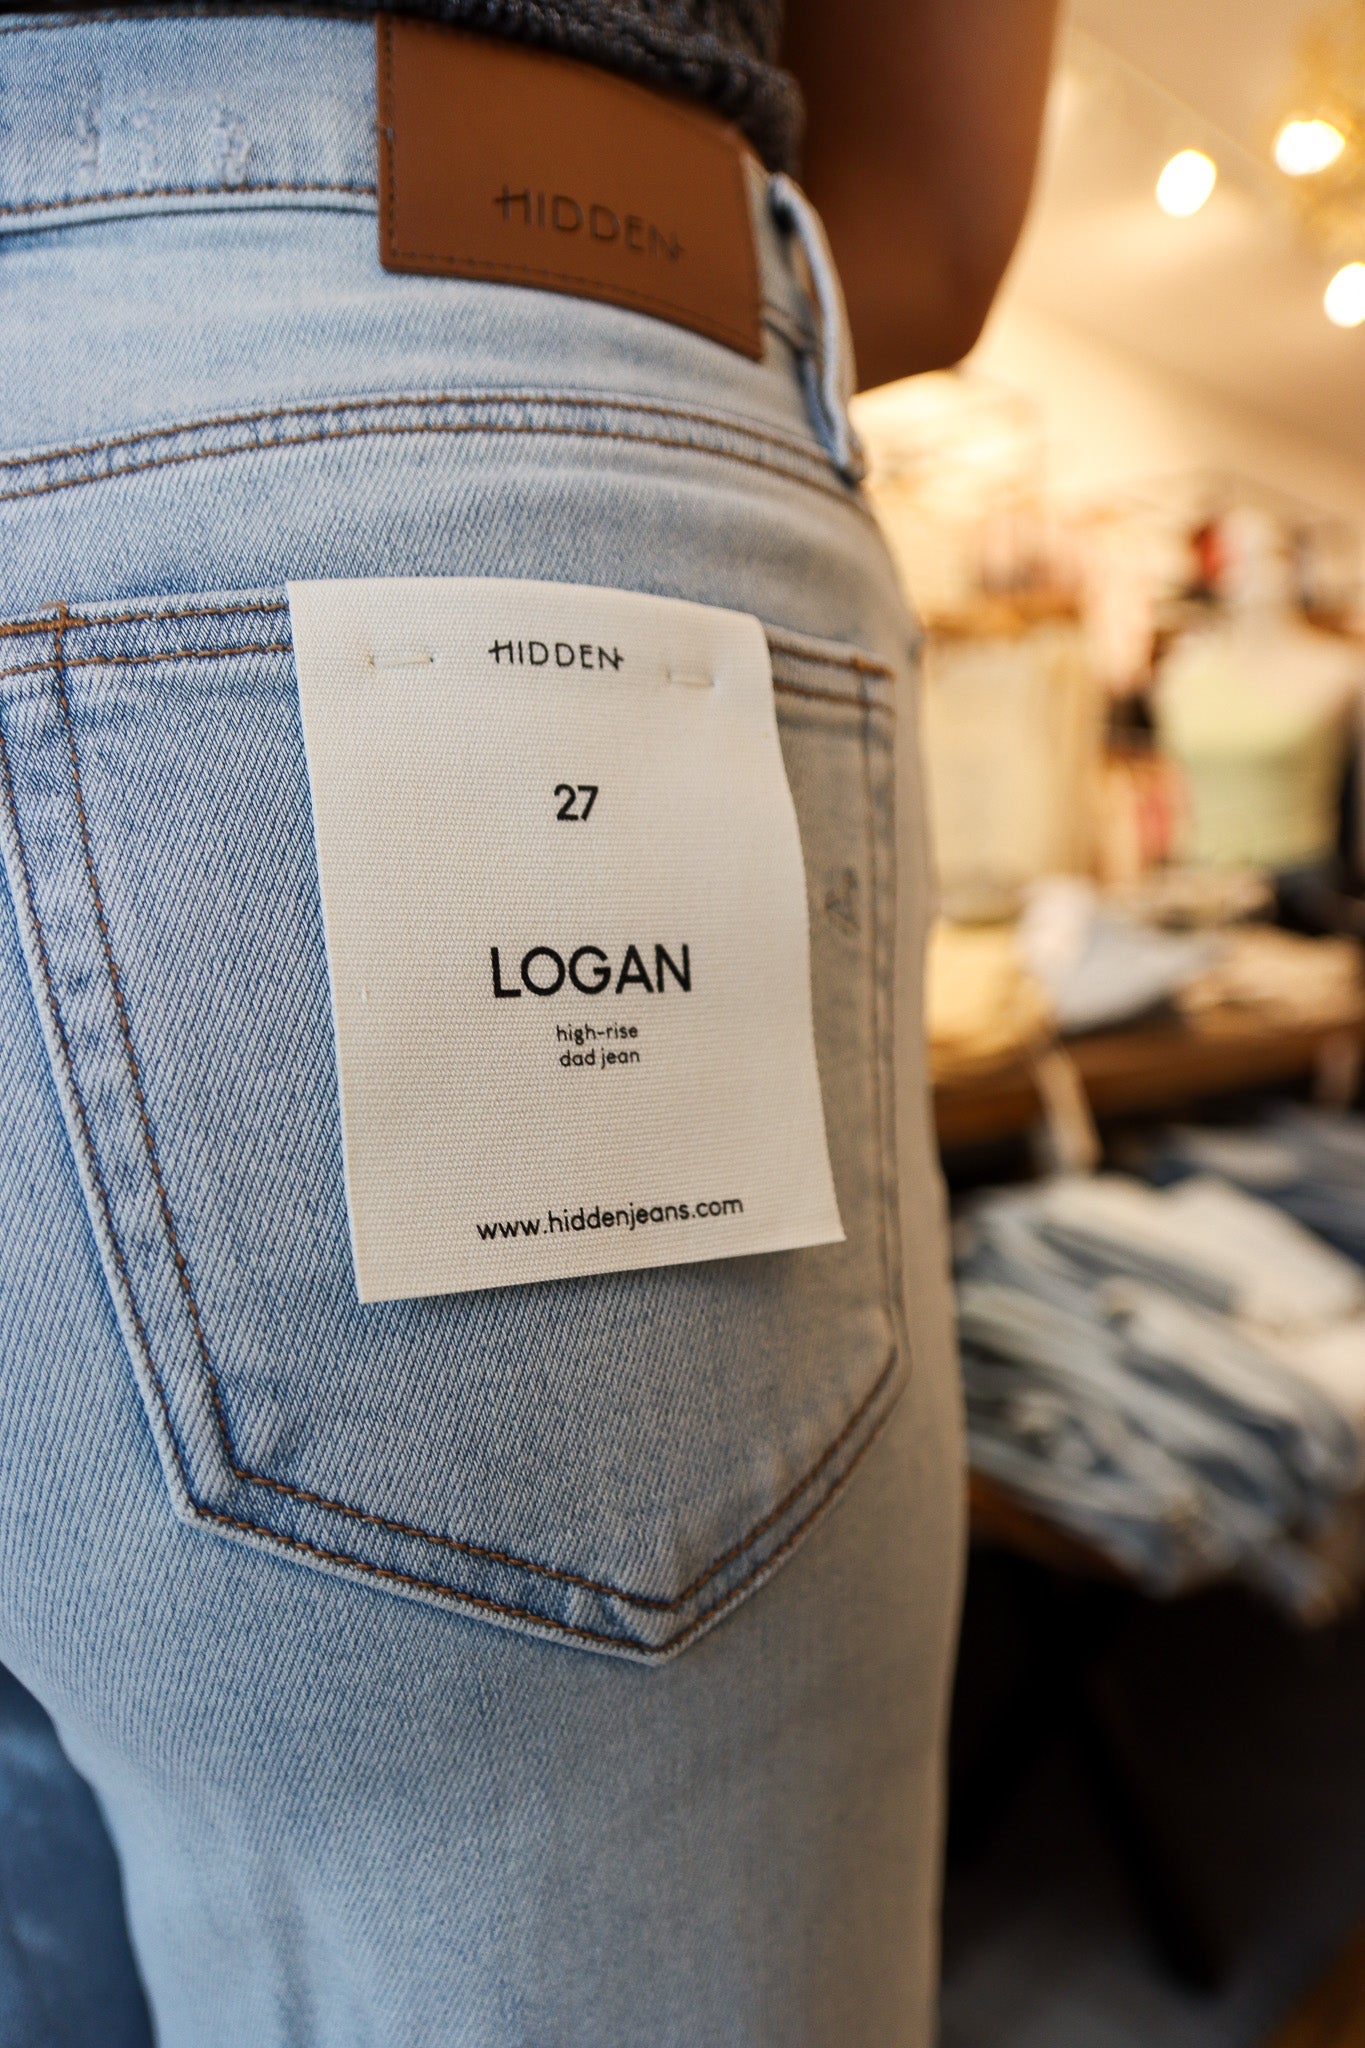 HIDDEN
HIDDEN
27
LOGAN
high-rise
dad jean
www.hiddenjeans.com